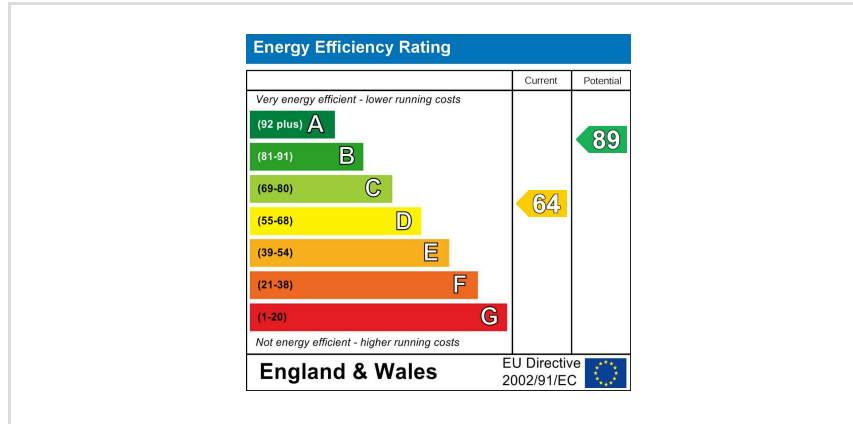 Energy Efficiency Rating
Current Potential
Very energy efficient - lower running costs
(92 plus) A
(81-91) B
89
(69-80) C
64
(55-68) D
(39-54) E
(21-38) F
(1-20) G
Not energy efficient - higher running costs
England & Wales
EU Directive
2002/91/EC